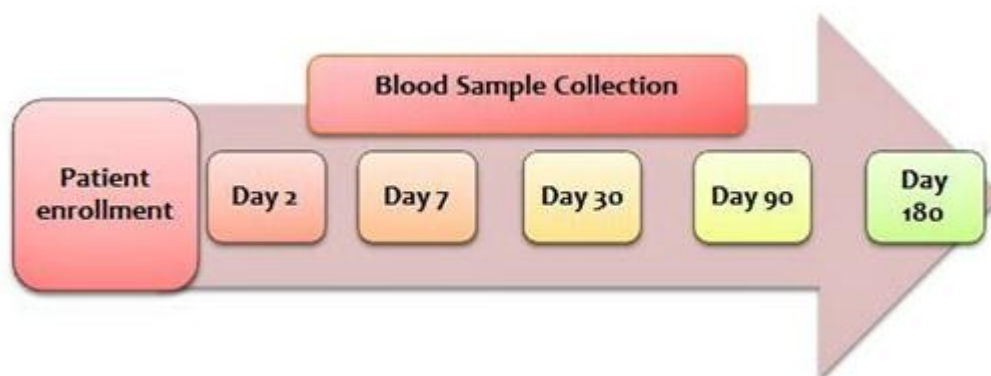 Blood Sample Collection
Patient
enrollment
Day 2
Day 7
Day 30
Day 90
Day
180